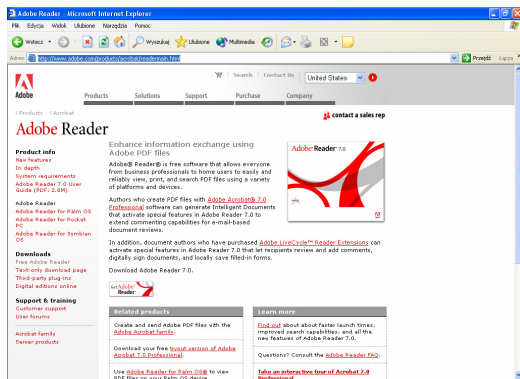 Adobe Reader - Microsoft Internet Explorer
Plik Edycja Widok Ulubione Narzędzia Pomoc
Wstecz Wyszukaj Ulubione Multimedia
Adres http://www.adobe.com/products/acrobat/readermain.html Przejdź Łącza
Search Contact Us United States
Adobe
Products Solutions Support Purchase Company
Products Acrobat
contact a sales rep
Adobe Reader
Product info
New features
In depth
System requirements
Adobe Reader 7.0 User
Guide (PDF: 2.8M)
Adobe Reader
Adobe Reader for Palm OS
Adobe Reader for Pocket
PC
Adobe Reader for Symbian
OS
Downloads
Free Adobe Reader
Text-only download page
Third-party plug-ins
Digital editions online
Support & training
Customer support
User forums
Acrobat family
Server products
Enhance information exchange using
Adobe PDF files
Adobe® Reader® is free software that allows everyone
from business professionals to home users to easily and
reliably view, print, and search PDF files using a variety
of platforms and devices.
Authors who create PDF files with Adobe Acrobat® 7.0
Professional software can generate Intelligent Documents
that activate special features in Adobe Reader 7.0 to
extend commenting capabilities for e-mail-based
document reviews.
In addition, document authors who have purchased Adobe LiveCycle™ Reader Extensions can
activate special features in Adobe Reader 7.0 that let recipients review and add comments,
digitally sign documents, and locally save filled-in forms.
Download Adobe Reader 7.0.
Get Adobe Reader
Adobe Reader 7.0
Related products
Create and send Adobe PDF files with the
Adobe Acrobat family.
Download your free tryout version of Adobe
Acrobat 7.0 Professional.
Use Adobe Reader for Palm OS® to view
PDF files on your Palm OS device.
Learn more
Find out about about faster launch times,
improved search capabilities, and all the
new features of Adobe Reader 7.0.
Questions? Consult the Adobe Reader FAQ.
Take an interactive tour of Acrobat 7.0
Professional.